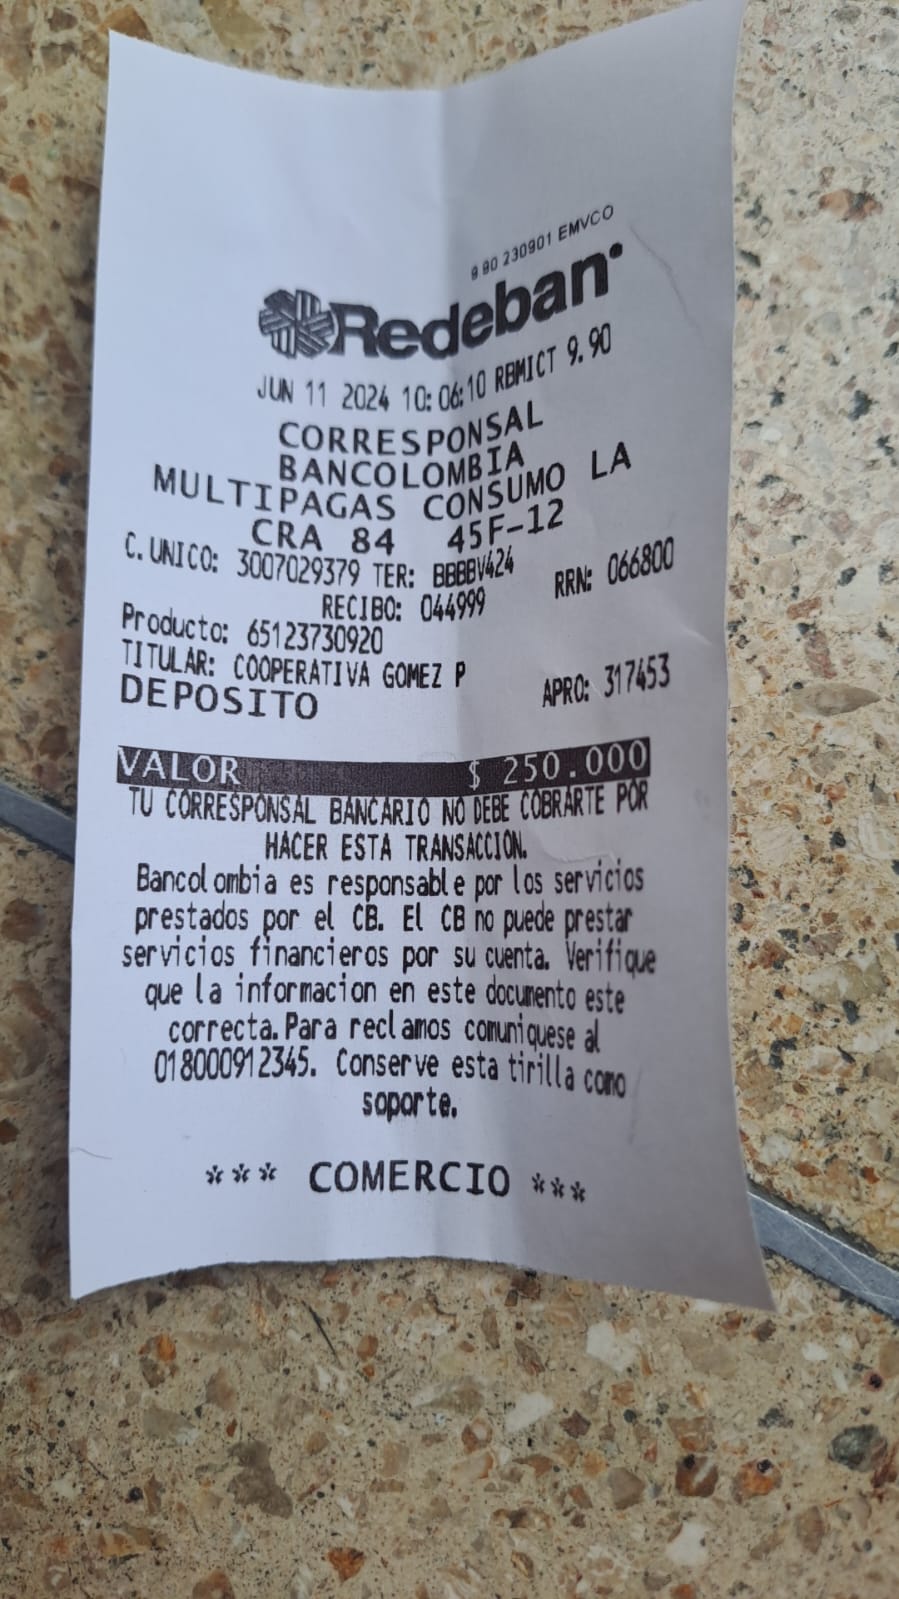 9.90 230901 EMVCO
Redeban
JUN 11 2024 10:06:10 RBMICT 9.90
CORRESPONSAL
BANCOLOMBIA
MULTIPAGAS CONSUMO LA
CRA 84 45F-12
C. UNICO: 3007029379 TER: BBBBV424
RECIBO: 044999 RRN: 066800
Producto: 65123730920
TITULAR: COOPERATIVA GOMEZ P
DEPOSITO APRO: 317453
VALOR $ 250.000
TU CORRESPONSAL BANCARIO NO DEBE COBRARTE POR
HACER ESTA TRANSACCION.
Bancolombia es responsable por los servicios
prestados por el CB. El CB no puede prestar
servicios financieros por su cuenta. Verifique
que la informacion en este documento este
correcta. Para reclamos comuniquese al
018000912345. Conserve esta tirilla como
soporte.
*** COMERCIO ***